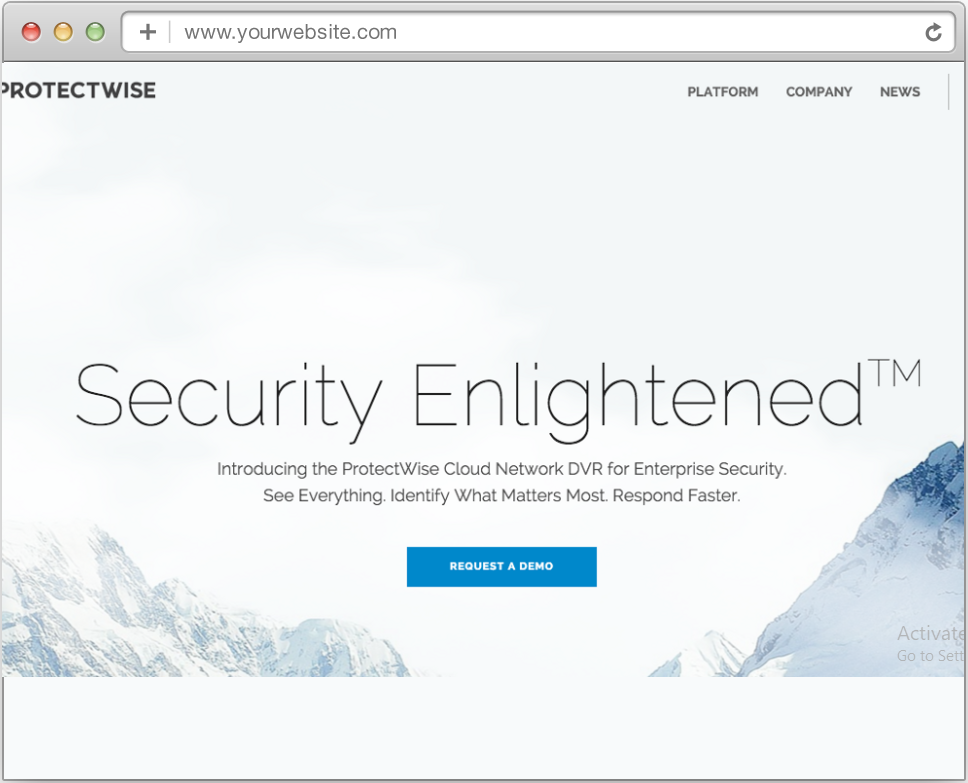 www.yourwebsite.com
PROTECTWISE
PLATFORM COMPANY NEWS
Security Enlightened™
Introducing the ProtectWise Cloud Network DVR for Enterprise Security.
See Everything. Identify What Matters Most. Respond Faster.
REQUEST A DEMO
Activate
Go to Sett